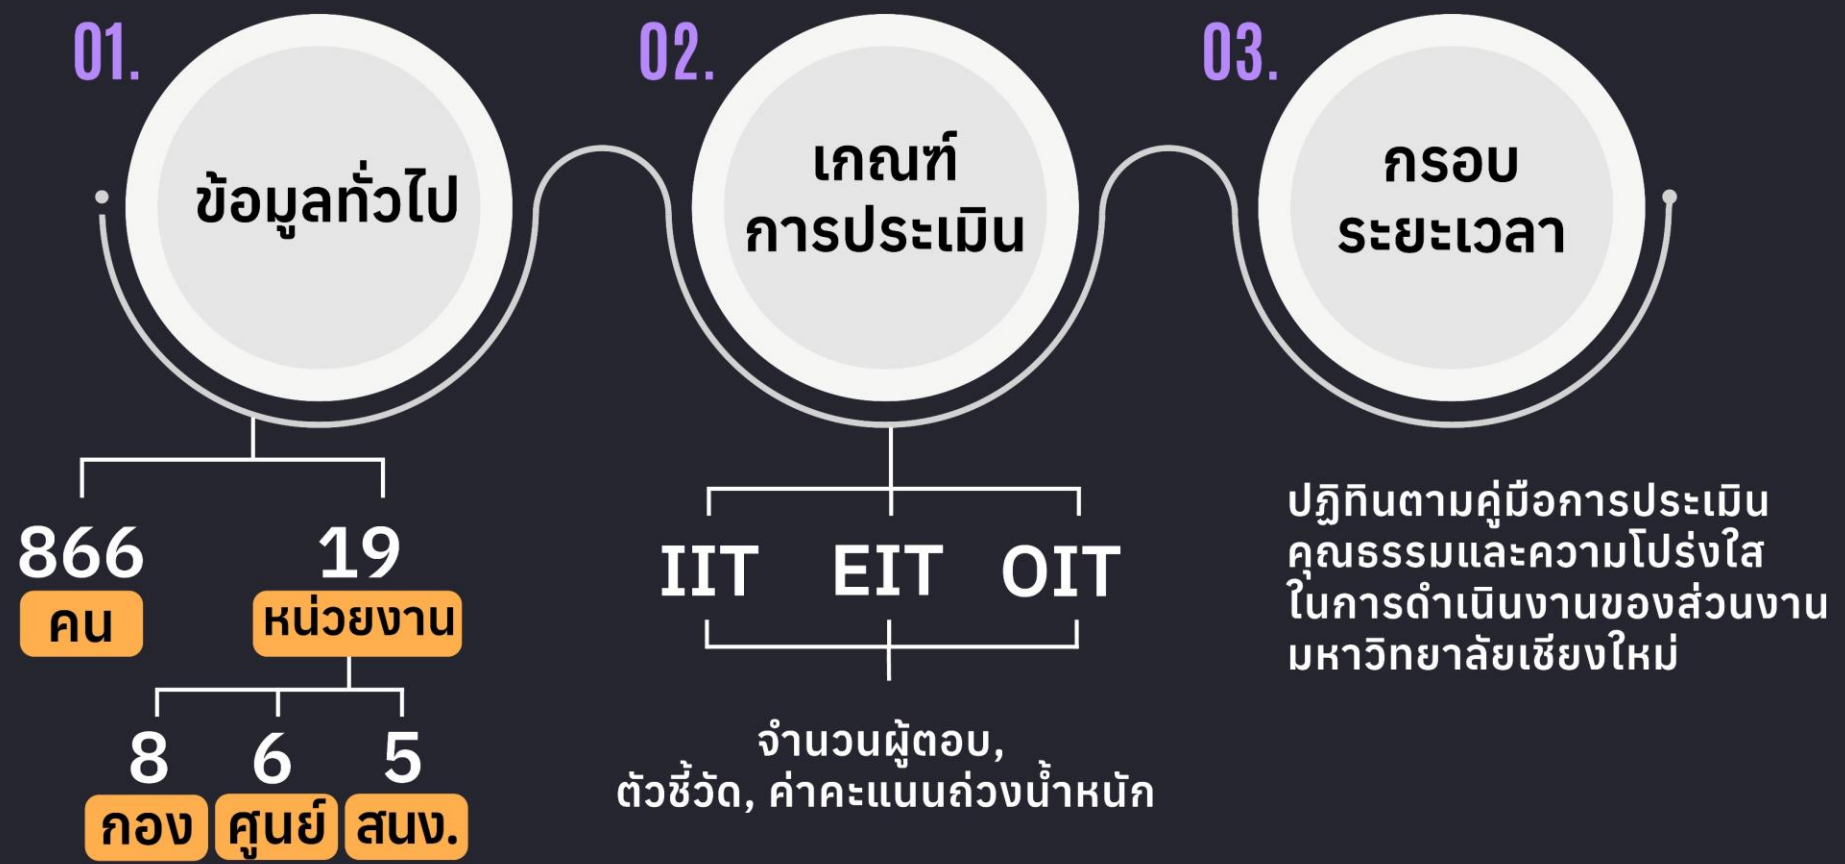 01.
ข้อมูลทั่วไป
866
คน
19
หน่วยงาน
8
กอง
6
ศูนย์
5
สนง.
02.
เกณฑ์
การประเมิน
IIT
EIT
OIT
จำนวนผู้ตอบ,
ตัวชี้วัด, ค่าคะแนนถ่วงน้ำหนัก
03.
กรอบ
ระยะเวลา
ปฏิทินตามคู่มือการประเมิน
คุณธรรมและความโปร่งใส
ในการดำเนินงานของส่วนงาน
มหาวิทยาลัยเชียงใหม่